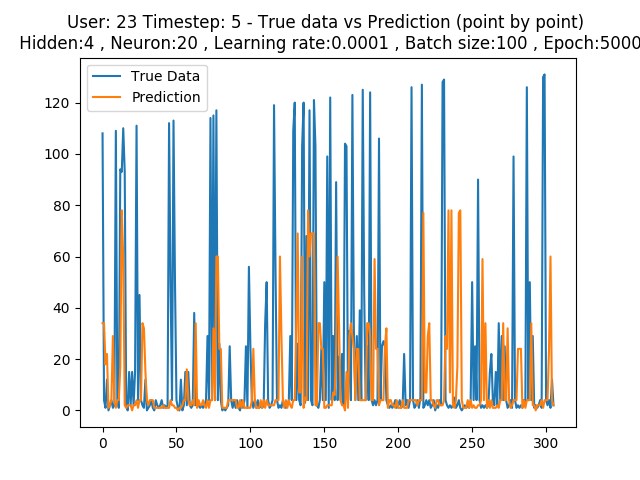 User: 23 Timestep: 5 - True data vs Prediction (point by point)
Hidden:4 , Neuron:20 , Learning rate:0.0001 , Batch size:100 , Epoch:5000
True Data
Prediction
120
100
80
60
40
20
0
0 50 100 150 200 250 300